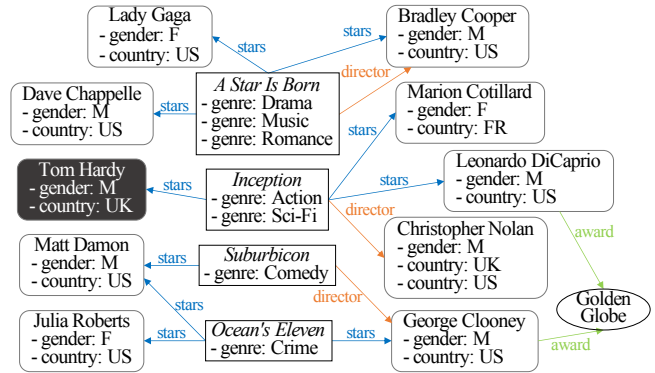 Lady Gaga
- gender: F
- country: US
Bradley Cooper
- gender: M
- country: US
stars
stars
director
A Star Is Born
- genre: Drama
- genre: Music
- genre: Romance
Dave Chappelle
- gender: M
- country: US
stars
Marion Cotillard
- gender: F
- country: FR
stars
Tom Hardy
- gender: M
- country: UK
stars
Inception
- genre: Action
- genre: Sci-Fi
stars
Leonardo DiCaprio
- gender: M
- country: US
director
Christopher Nolan
- gender: M
- country: UK
- country: US
award
Matt Damon
- gender: M
- country: US
stars
Suburbicon
- genre: Comedy
director
Golden
Globe
stars
Julia Roberts
- gender: F
- country: US
stars
Ocean's Eleven
- genre: Crime
stars
George Clooney
- gender: M
- country: US
award